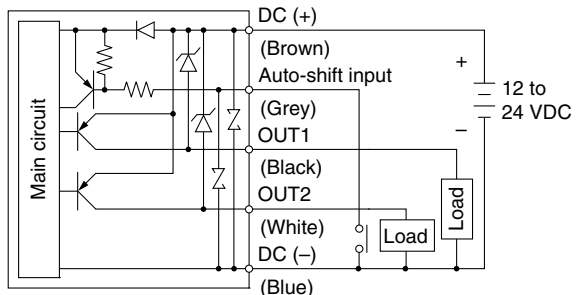 DC (+)
(Brown)
Auto-shift input
(Grey)
OUT1
(Black)
OUT2
(White)
DC (–)
(Blue)
Main circuit
+
12 to
24 VDC
–
Load
Load